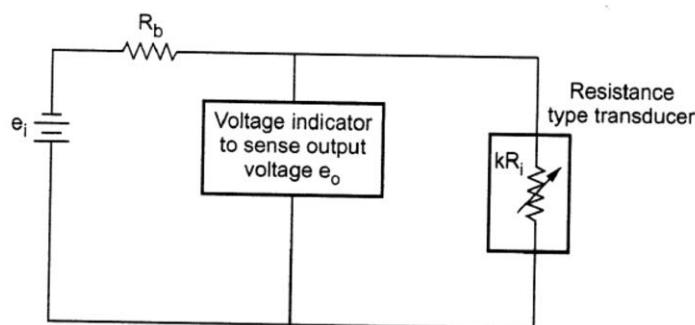 R_b
e_i
Voltage indicator
to sense output
voltage e_o
Resistance
type transducer
kR_i